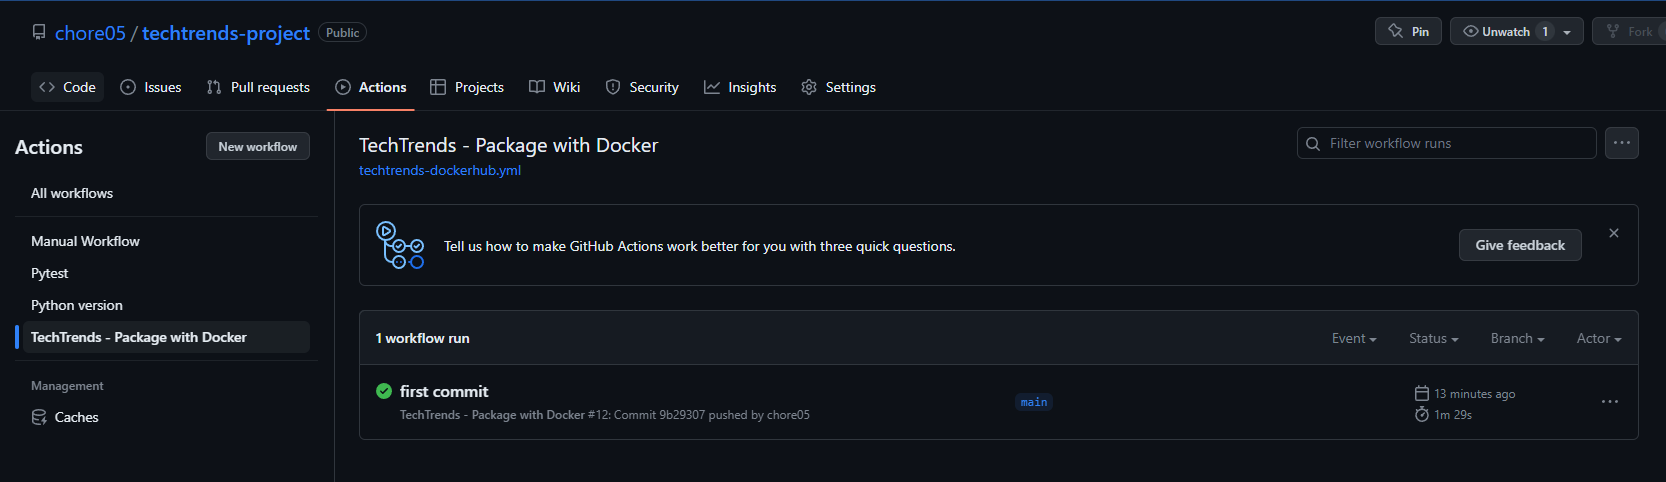 chore05 / techtrends-project Public
Pin Unwatch 1 Fork
Code Issues Pull requests Actions Projects Wiki Security Insights Settings
Actions
New workflow
All workflows
Manual Workflow
Pytest
Python version
TechTrends - Package with Docker
Management
Caches
TechTrends - Package with Docker
techtrends-dockerhub.yml
Filter workflow runs
Tell us how to make GitHub Actions work better for you with three quick questions.
Give feedback
1 workflow run
Event Status Branch Actor
first commit
TechTrends - Package with Docker #12: Commit 9b29307 pushed by chore05
main
13 minutes ago
1m 29s